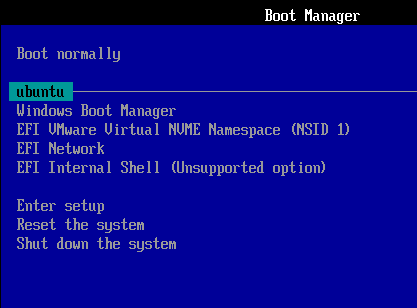 Boot Manager
Boot normally
ubuntu
Windows Boot Manager
EFI VMware Virtual NVME Namespace (NSID 1)
EFI Network
EFI Internal Shell (Unsupported option)
Enter setup
Reset the system
Shut down the system